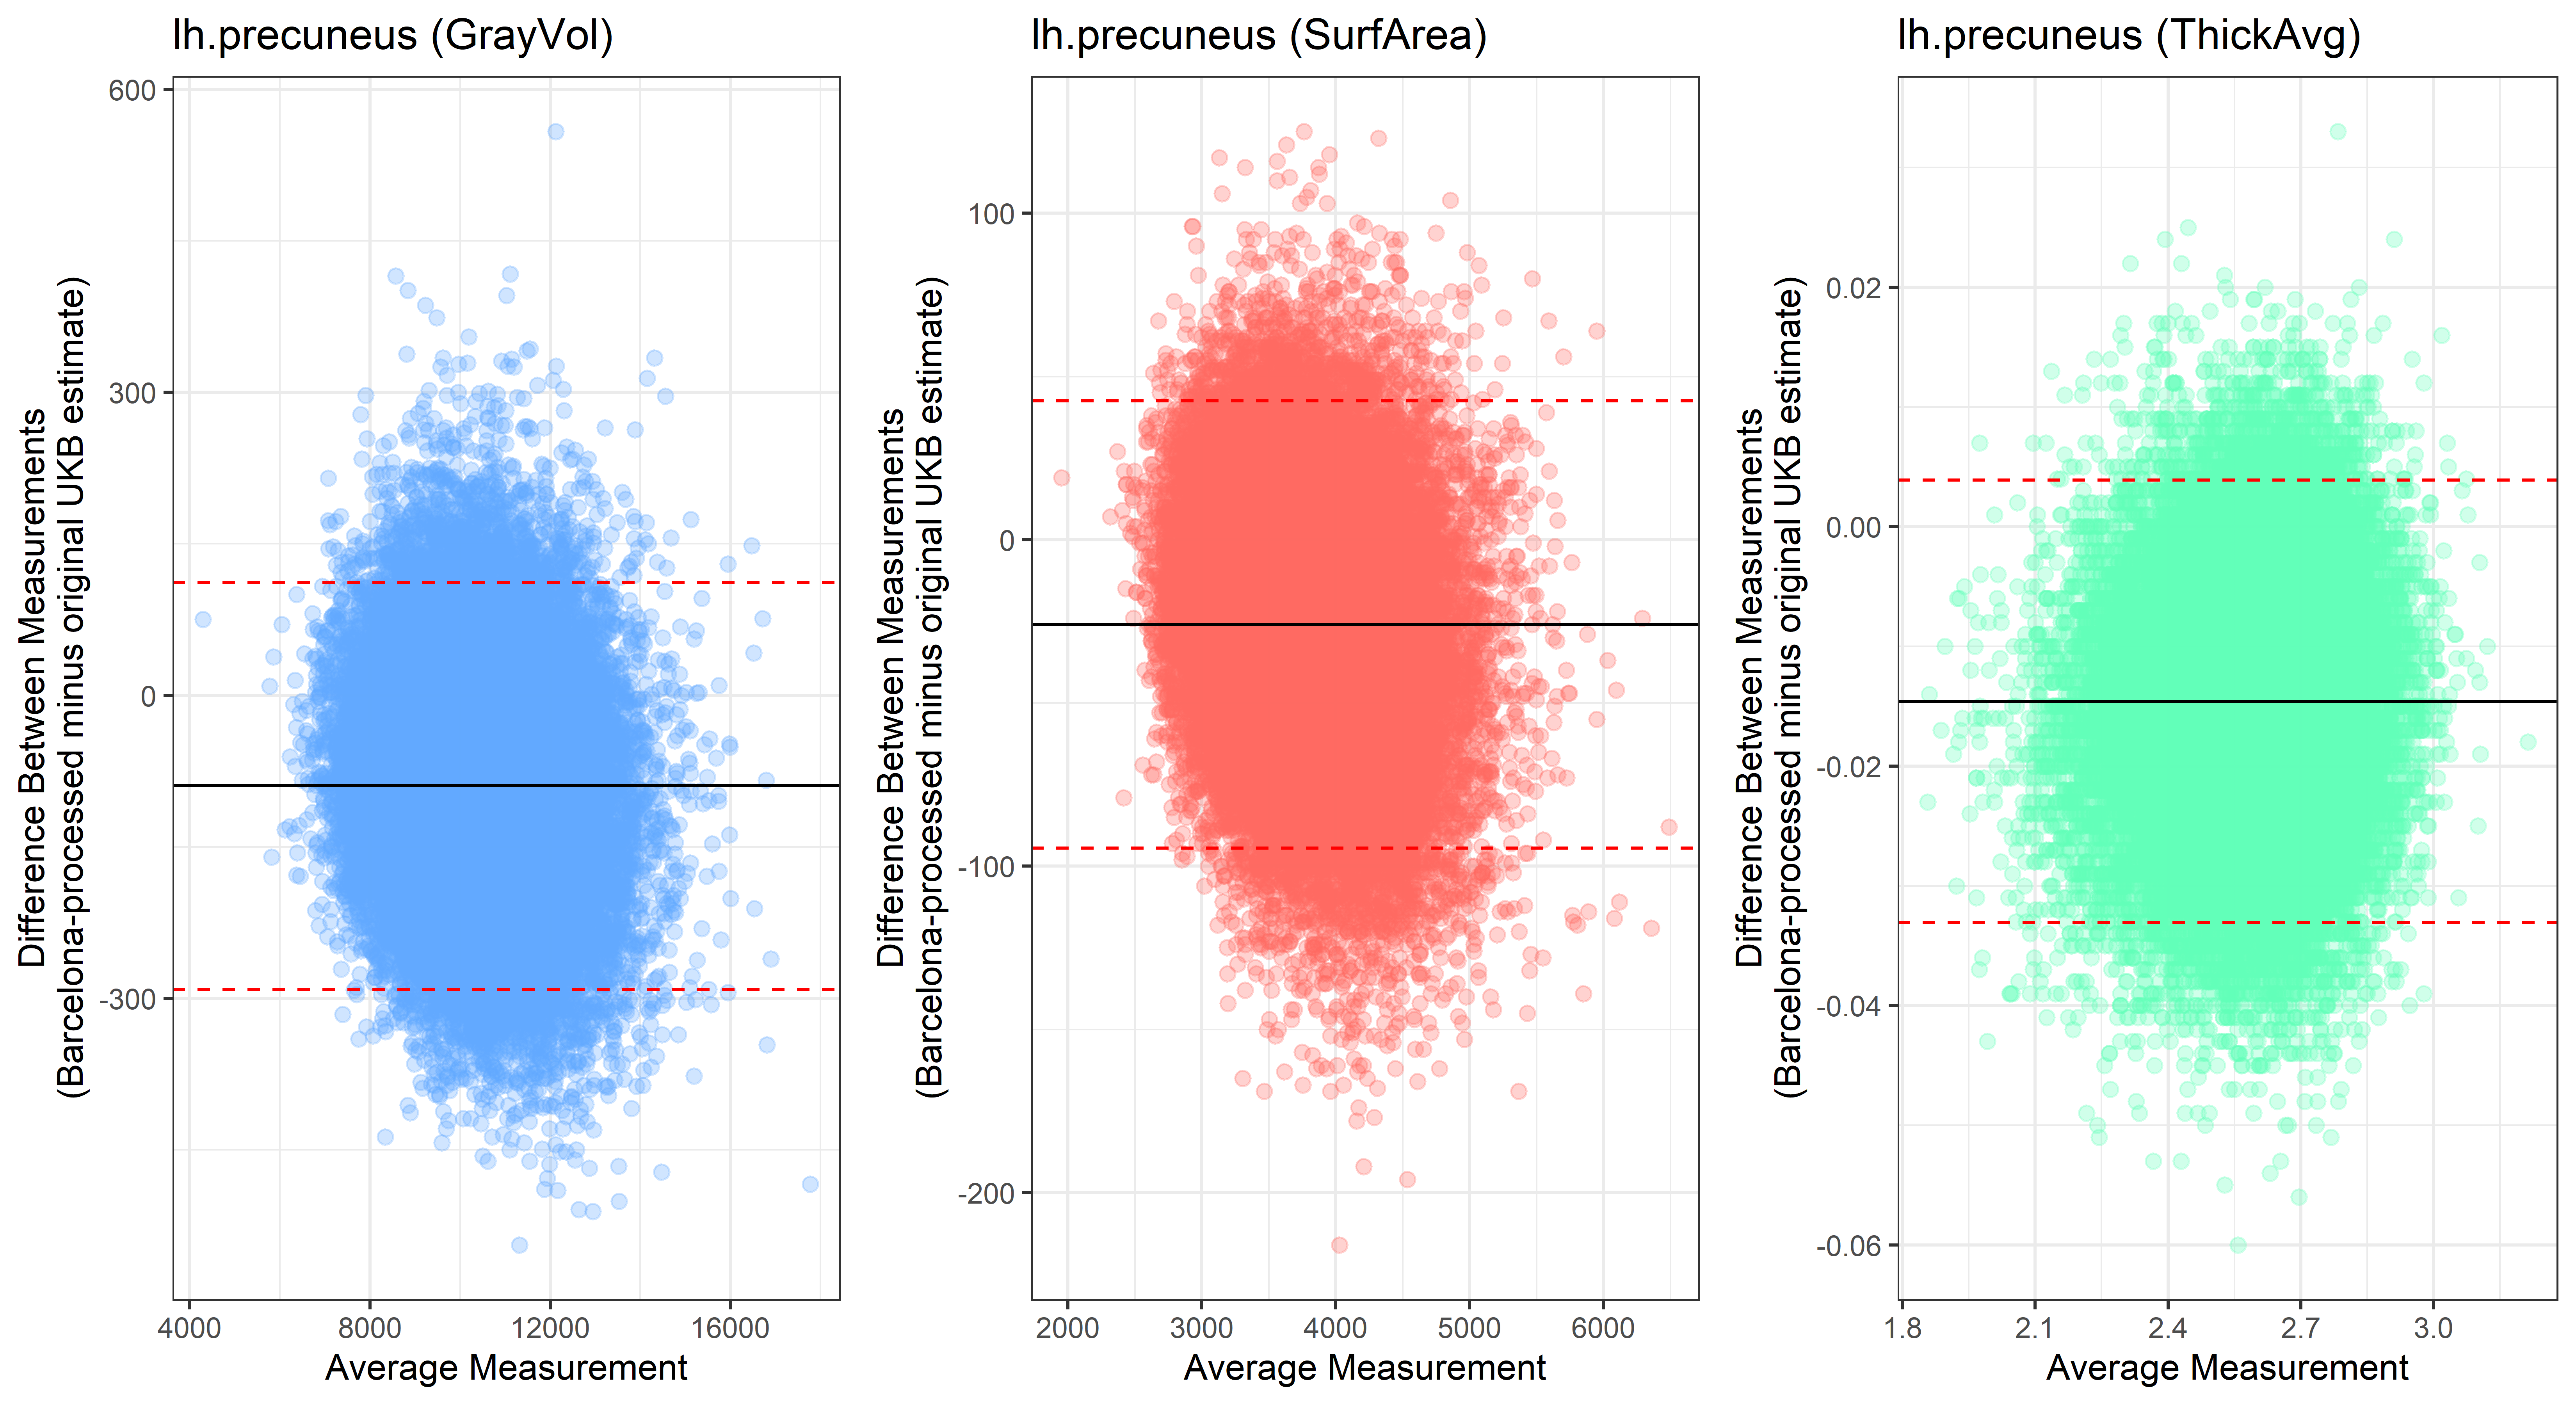 lh.precuneus (GrayVol)
600
300
0
-300
4000
8000
12000
16000
Average Measurement
Difference Between Measurements
(Barcelona-processed minus original UKB estimate)
lh.precuneus (SurfArea)
100
0
-100
-200
2000
3000
4000
5000
6000
Average Measurement
Difference Between Measurements
(Barcelona-processed minus original UKB estimate)
lh.precuneus (ThickAvg)
0.02
0.00
-0.02
-0.04
-0.06
1.8
2.1
2.4
2.7
3.0
Average Measurement
Difference Between Measurements
(Barcelona-processed minus original UKB estimate)